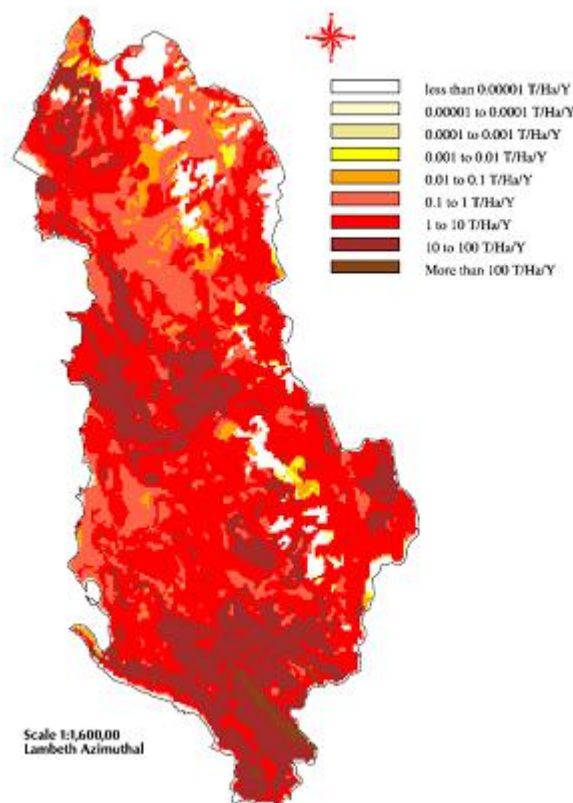 less than 0.00001 T/Ha/Y
0.00001 to 0.0001 T/Ha/Y
0.0001 to 0.001 T/Ha/Y
0.001 to 0.01 T/Ha/Y
0.01 to 0.1 T/Ha/Y
0.1 to 1 T/Ha/Y
1 to 10 T/Ha/Y
10 to 100 T/Ha/Y
More than 100 T/Ha/Y
Scale 1:1,600,00
Lambeth Azimuthal